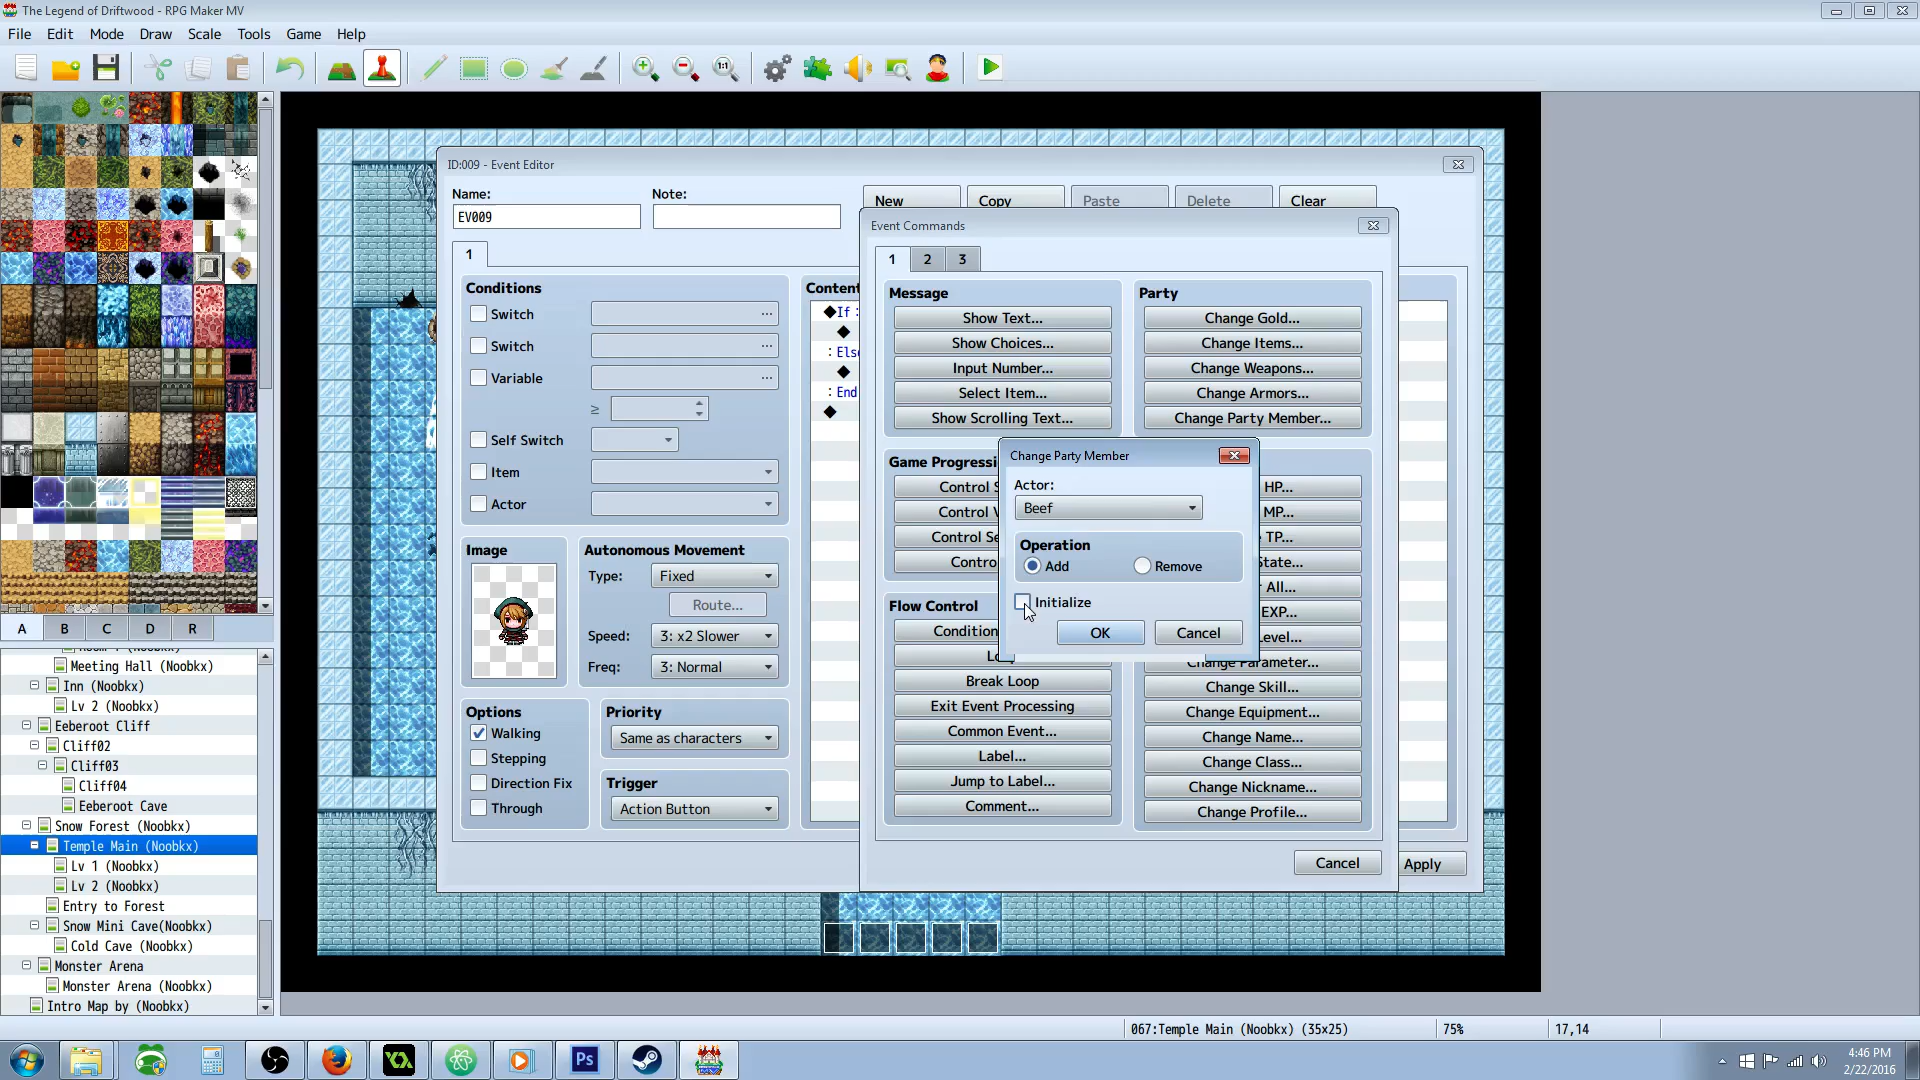 The Legend of Driftwood - RPG Maker MV
File Edit Mode Draw Scale Tools Game Help
ID:009 - Event Editor
Name:
Note:
EV009
New
Copy
Paste
Delete
Clear
1
Conditions
Switch
Switch
Variable
≥
Self Switch
Item
Actor
Image
Autonomous Movement
Type:
Fixed
Route...
Speed:
3: x2 Slower
Freq:
3: Normal
Options
Walking
Stepping
Direction Fix
Through
Priority
Same as characters
Trigger
Action Button
Content
◆If :
◆
: Else
◆
: End
◆
Event Commands
1 2 3
Message
Show Text...
Show Choices...
Input Number...
Select Item...
Show Scrolling Text...
Party
Change Gold...
Change Items...
Change Weapons...
Change Armors...
Change Party Member...
Game Progressi
Control S
Control V
Control Se
Contro
Flow Control
Condition
Loo
Break Loop
Exit Event Processing
Common Event...
Label...
Jump to Label...
Comment...
HP...
MP...
TP...
State...
All...
EXP...
Level...
Change Parameter...
Change Skill...
Change Equipment...
Change Name...
Change Class...
Change Nickname...
Change Profile...
Cancel
Apply
Change Party Member
Actor:
Beef
Operation
Add
Remove
Initialize
OK
Cancel
A B C D R
Meeting Hall (Noobkx)
Inn (Noobkx)
Lv 2 (Noobkx)
Eeberoot Cliff
Cliff02
Cliff03
Cliff04
Eeberoot Cave
Snow Forest (Noobkx)
Temple Main (Noobkx)
Lv 1 (Noobkx)
Lv 2 (Noobkx)
Entry to Forest
Snow Mini Cave(Noobkx)
Cold Cave (Noobkx)
Monster Arena
Monster Arena (Noobkx)
Intro Map by (Noobkx)
067:Temple Main (Noobkx) (35x25)
75%
17,14
Ps
4:46 PM
2/22/2016